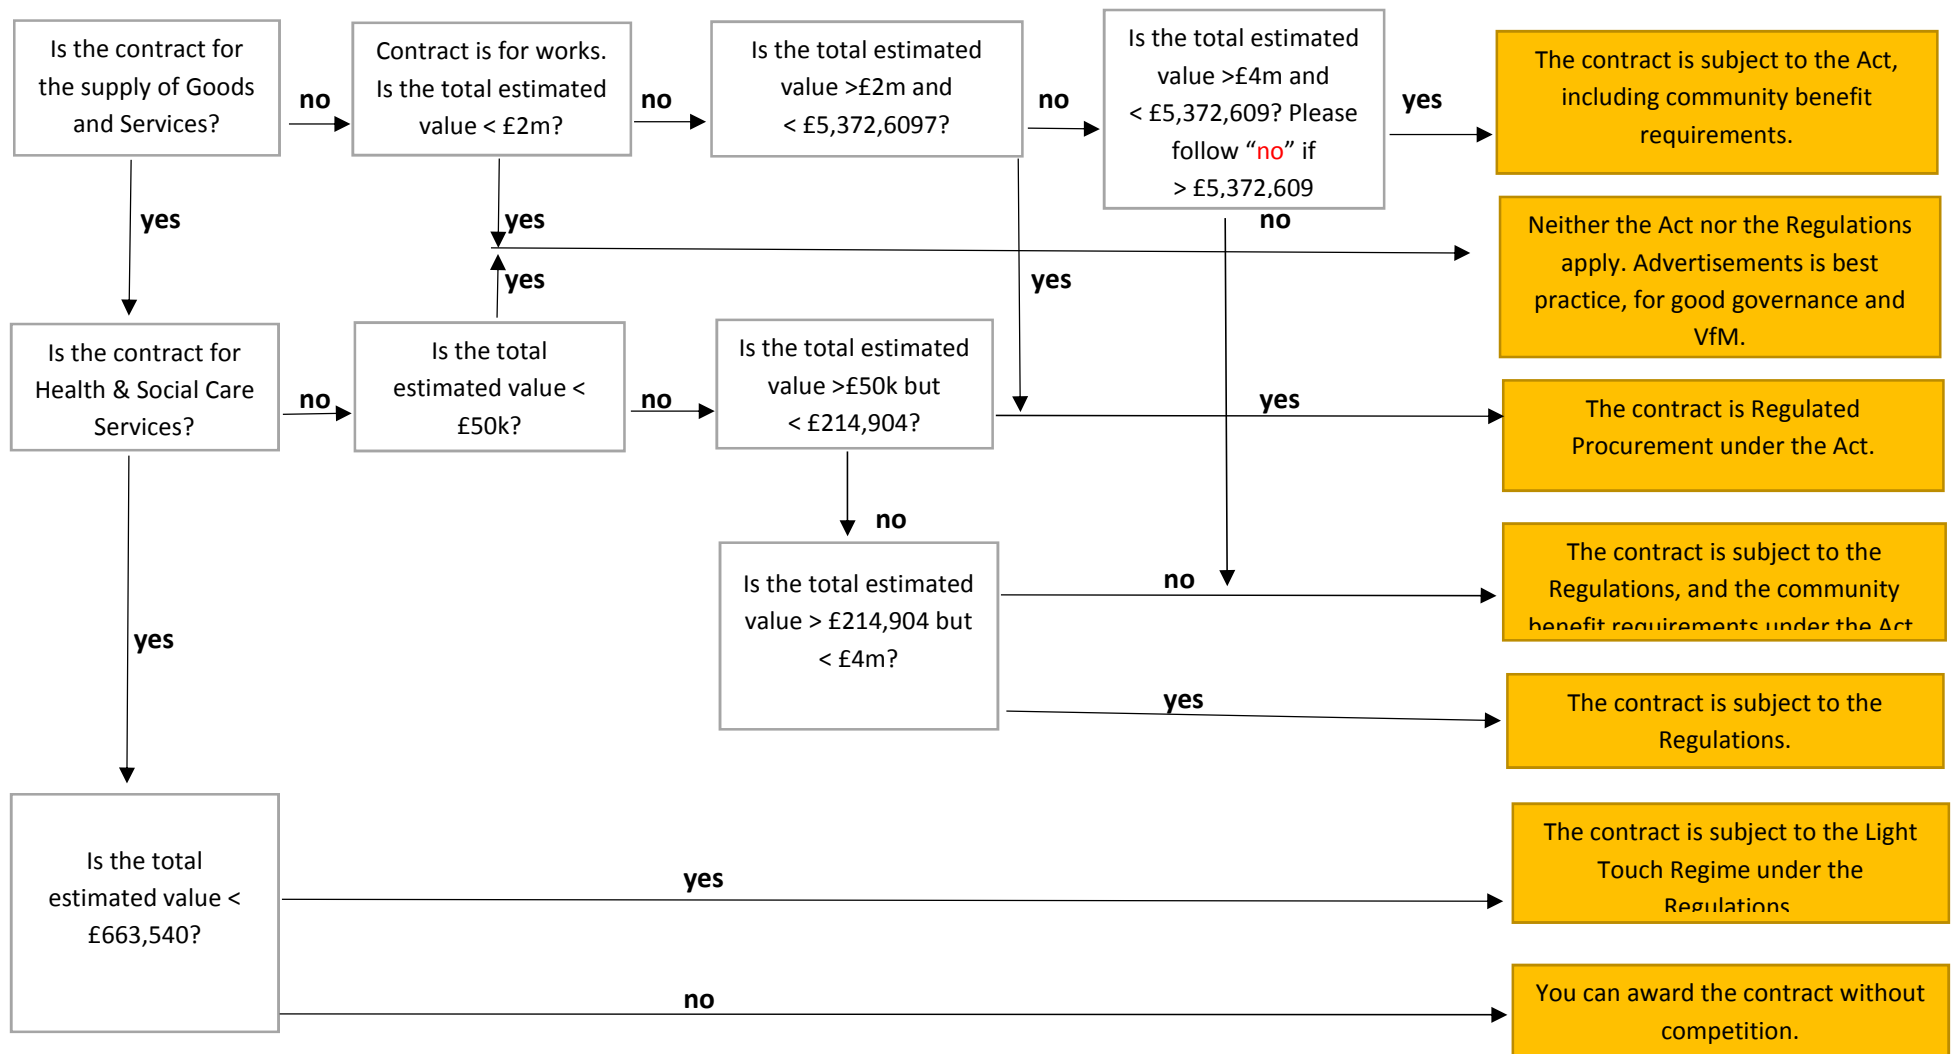 Is the contract for
the supply of Goods
and Services?
no
Contract is for works.
Is the total estimated
value < £2m?
no
Is the total estimated
value >£2m and
< £5,372,6097?
no
Is the total estimated
value >£4m and
< £5,372,609? Please
follow “no” if
> £5,372,609
yes
The contract is subject to the Act,
including community benefit
requirements.
yes
yes
no
Neither the Act nor the Regulations
apply. Advertisements is best
practice, for good governance and
VfM.
yes
yes
Is the contract for
Health & Social Care
Services?
no
Is the total
estimated value <
£50k?
no
Is the total estimated
value >£50k but
< £214,904?
yes
The contract is Regulated
Procurement under the Act.
no
Is the total estimated
value > £214,904 but
< £4m?
no
The contract is subject to the
Regulations, and the community
benefit requirements under the Act
yes
yes
The contract is subject to the
Regulations.
Is the total
estimated value <
£663,540?
yes
The contract is subject to the Light
Touch Regime under the
Regulations
no
You can award the contract without
competition.